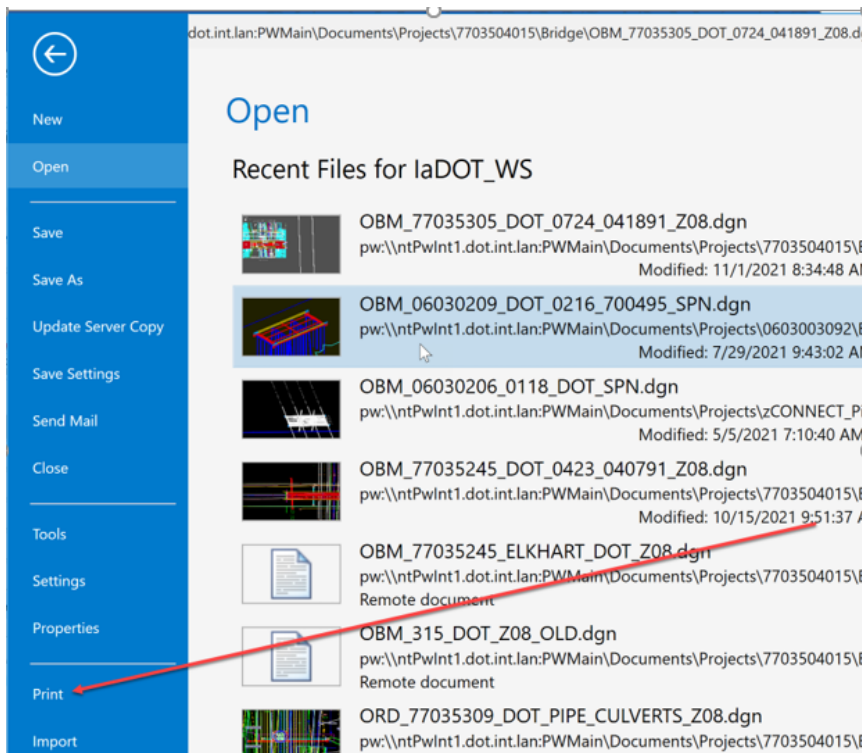 dot.int.lan:PWMain\Documents\Projects\7703504015\Bridge\OBM_77035305_DOT_0724_041891_Z08.d
New
Open
Save
Save As
Update Server Copy
Save Settings
Send Mail
Close
Tools
Settings
Properties
Print
Import
Open
Recent Files for IaDOT_WS
OBM_77035305_DOT_0724_041891_Z08.dgn
pw:\\ntPwInt1.dot.int.lan:PWMain\Documents\Projects\7703504015\
Modified: 11/1/2021 8:34:48 AM
OBM_06030209_DOT_0216_700495_SPN.dgn
pw:\\ntPwInt1.dot.int.lan:PWMain\Documents\Projects\0603003092\
Modified: 7/29/2021 9:43:02 AM
OBM_06030206_0118_DOT_SPN.dgn
pw:\\ntPwInt1.dot.int.lan:PWMain\Documents\Projects\zCONNECT_Pi
Modified: 5/5/2021 7:10:40 AM
OBM_77035245_DOT_0423_040791_Z08.dgn
pw:\\ntPwInt1.dot.int.lan:PWMain\Documents\Projects\7703504015\
Modified: 10/15/2021 9:51:37 A
OBM_77035245_ELKHART_DOT_Z08.dgn
pw:\\ntPwInt1.dot.int.lan:PWMain\Documents\Projects\7703504015\
Remote document
OBM_315_DOT_Z08_OLD.dgn
pw:\\ntPwInt1.dot.int.lan:PWMain\Documents\Projects\7703504015\
Remote document
ORD_77035309_DOT_PIPE_CULVERTS_Z08.dgn
pw:\\ntPwInt1.dot.int.lan:PWMain\Documents\Projects\7703504015\